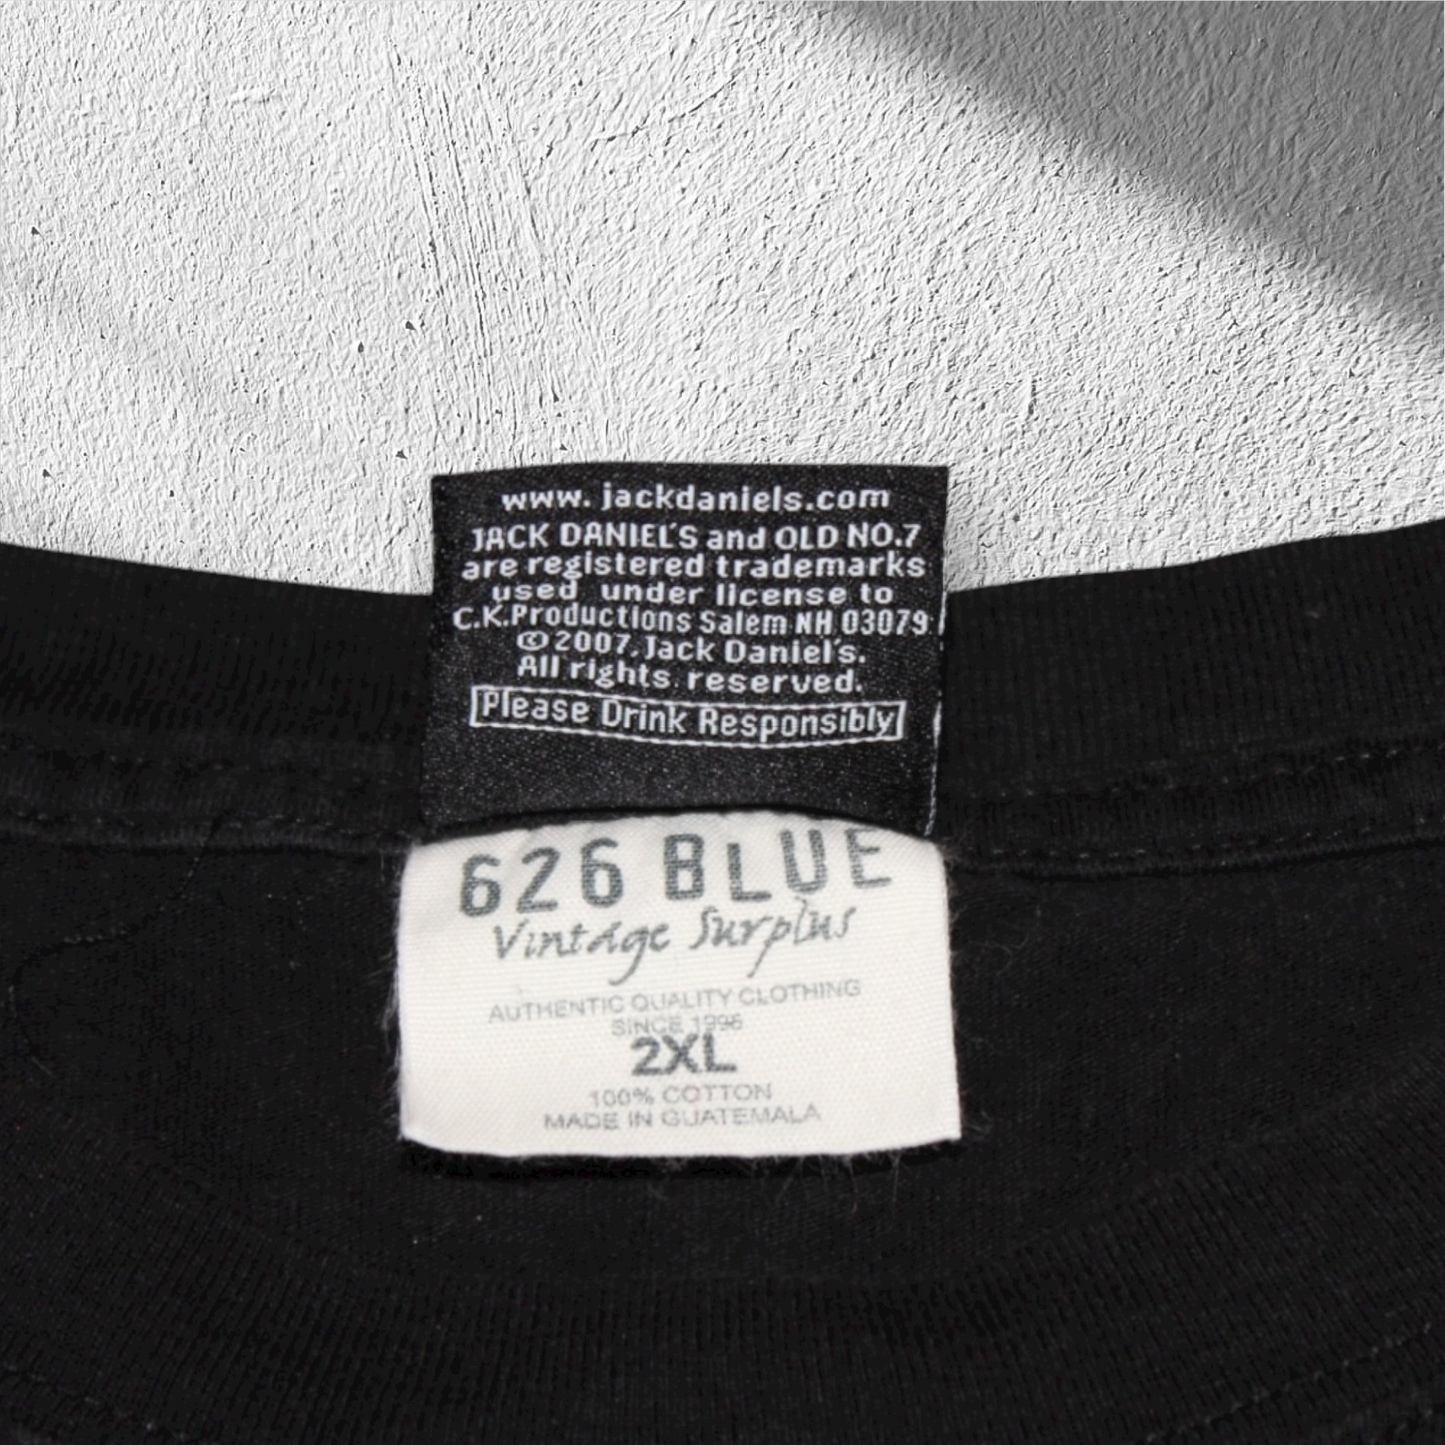 www.jackdaniels.com
JACK DANIEL'S and OLD NO.7
are registered trademarks
used under license to
C.K.Productions Salem NH 03079
©2007.Jack Daniel's.
All rights reserved.
Please Drink Responsibly
626 BLUE
Vintage Surplus
AUTHENTIC QUALITY CLOTHING
SINCE 1996
2XL
100% COTTON
MADE IN GUATEMALA